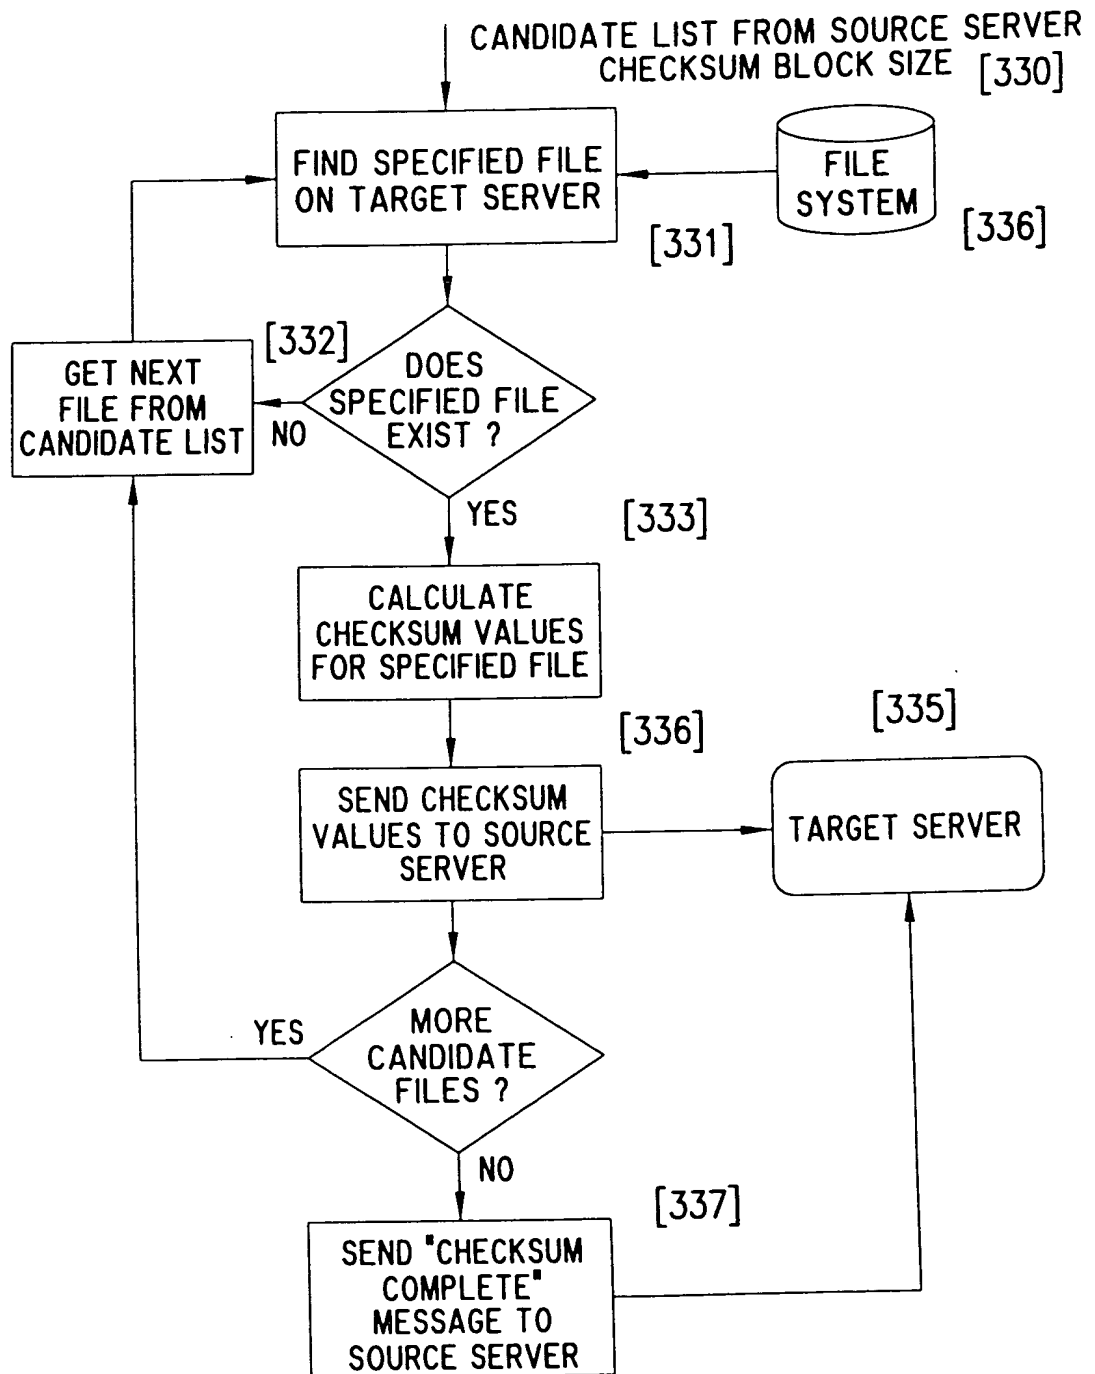 CANDIDATE LIST FROM SOURCE SERVER
CHECKSUM BLOCK SIZE [330]
FIND SPECIFIED FILE
ON TARGET SERVER
[331]
FILE
SYSTEM
[336]
[332]
GET NEXT
FILE FROM
CANDIDATE LIST
NO
DOES
SPECIFIED FILE
EXIST ?
YES
[333]
CALCULATE
CHECKSUM VALUES
FOR SPECIFIED FILE
[336]
[335]
SEND CHECKSUM
VALUES TO SOURCE
SERVER
TARGET SERVER
YES
MORE
CANDIDATE
FILES ?
NO
[337]
SEND "CHECKSUM
COMPLETE"
MESSAGE TO
SOURCE SERVER